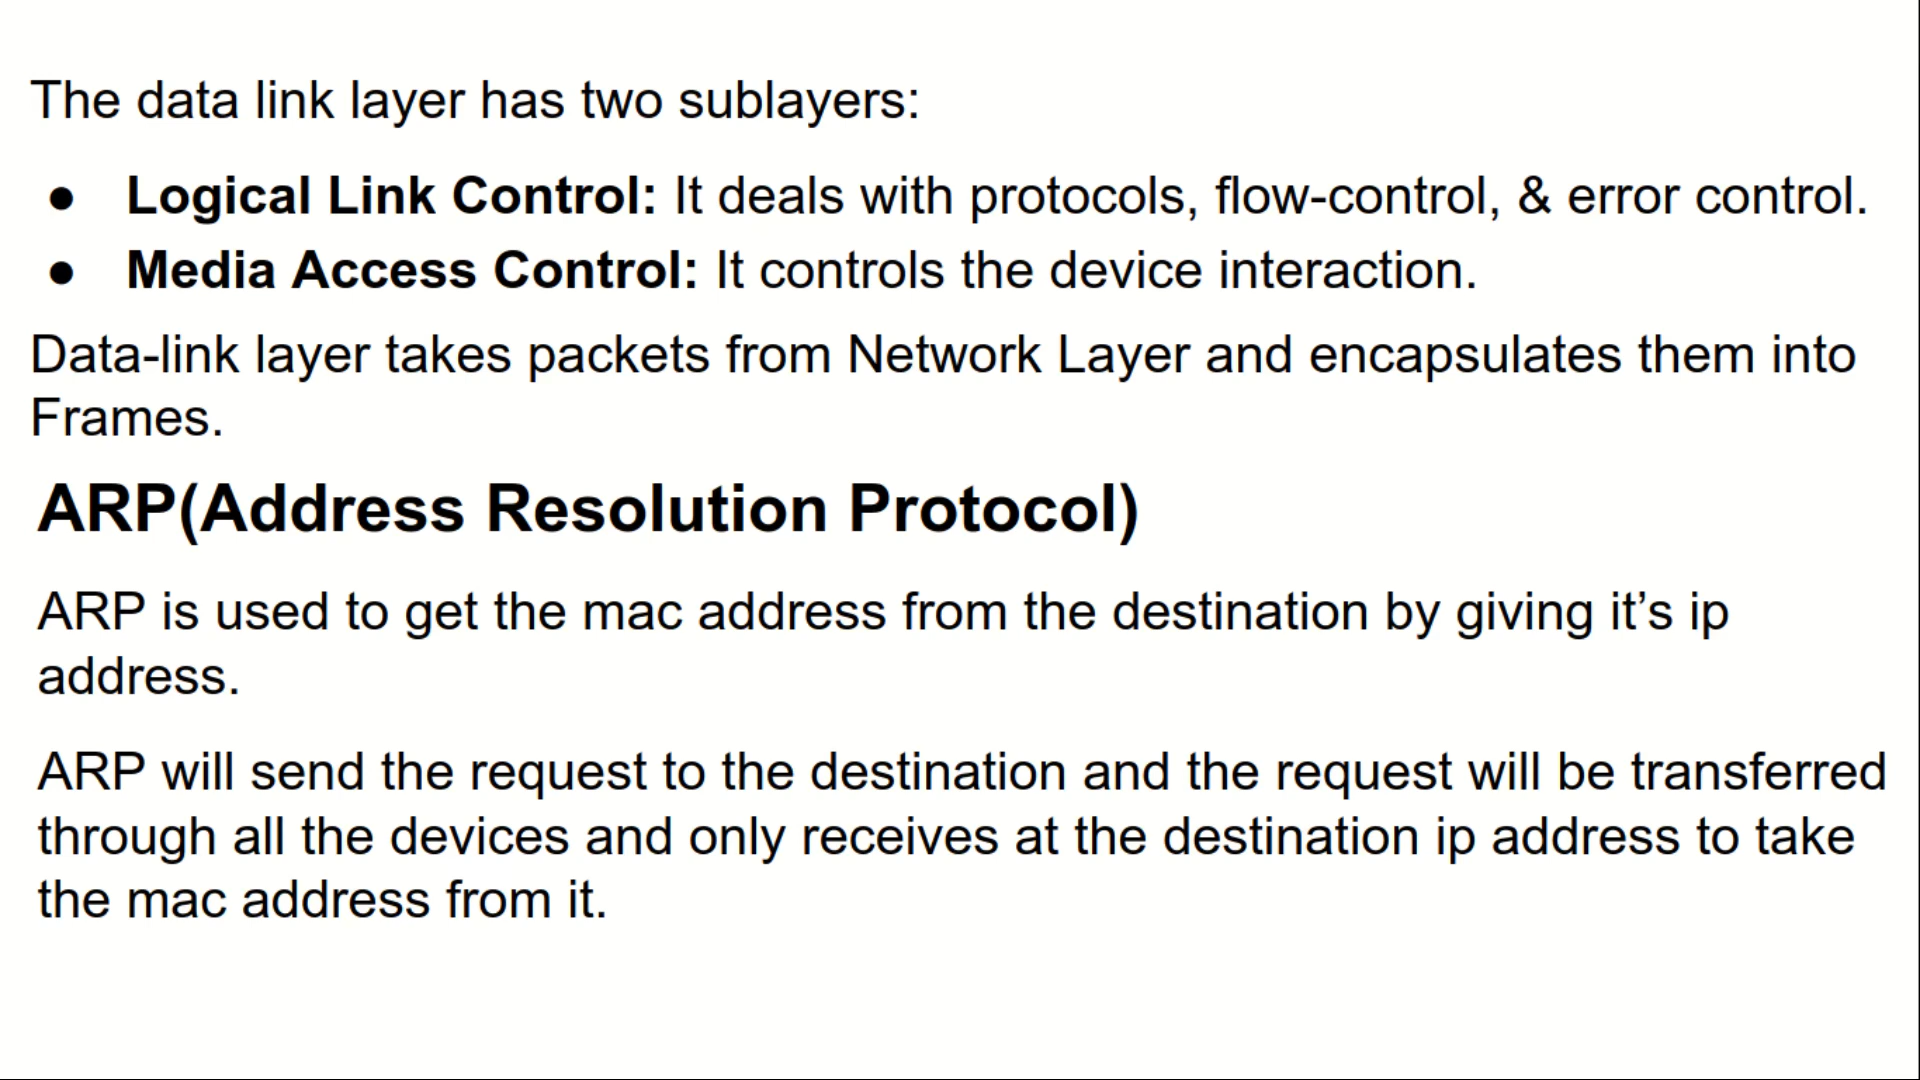 The data link layer has two sublayers:
● Logical Link Control: It deals with protocols, flow-control, & error control.
● Media Access Control: It controls the device interaction.
Data-link layer takes packets from Network Layer and encapsulates them into
Frames.
ARP(Address Resolution Protocol)
ARP is used to get the mac address from the destination by giving it’s ip
address.
ARP will send the request to the destination and the request will be transferred
through all the devices and only receives at the destination ip address to take
the mac address from it.